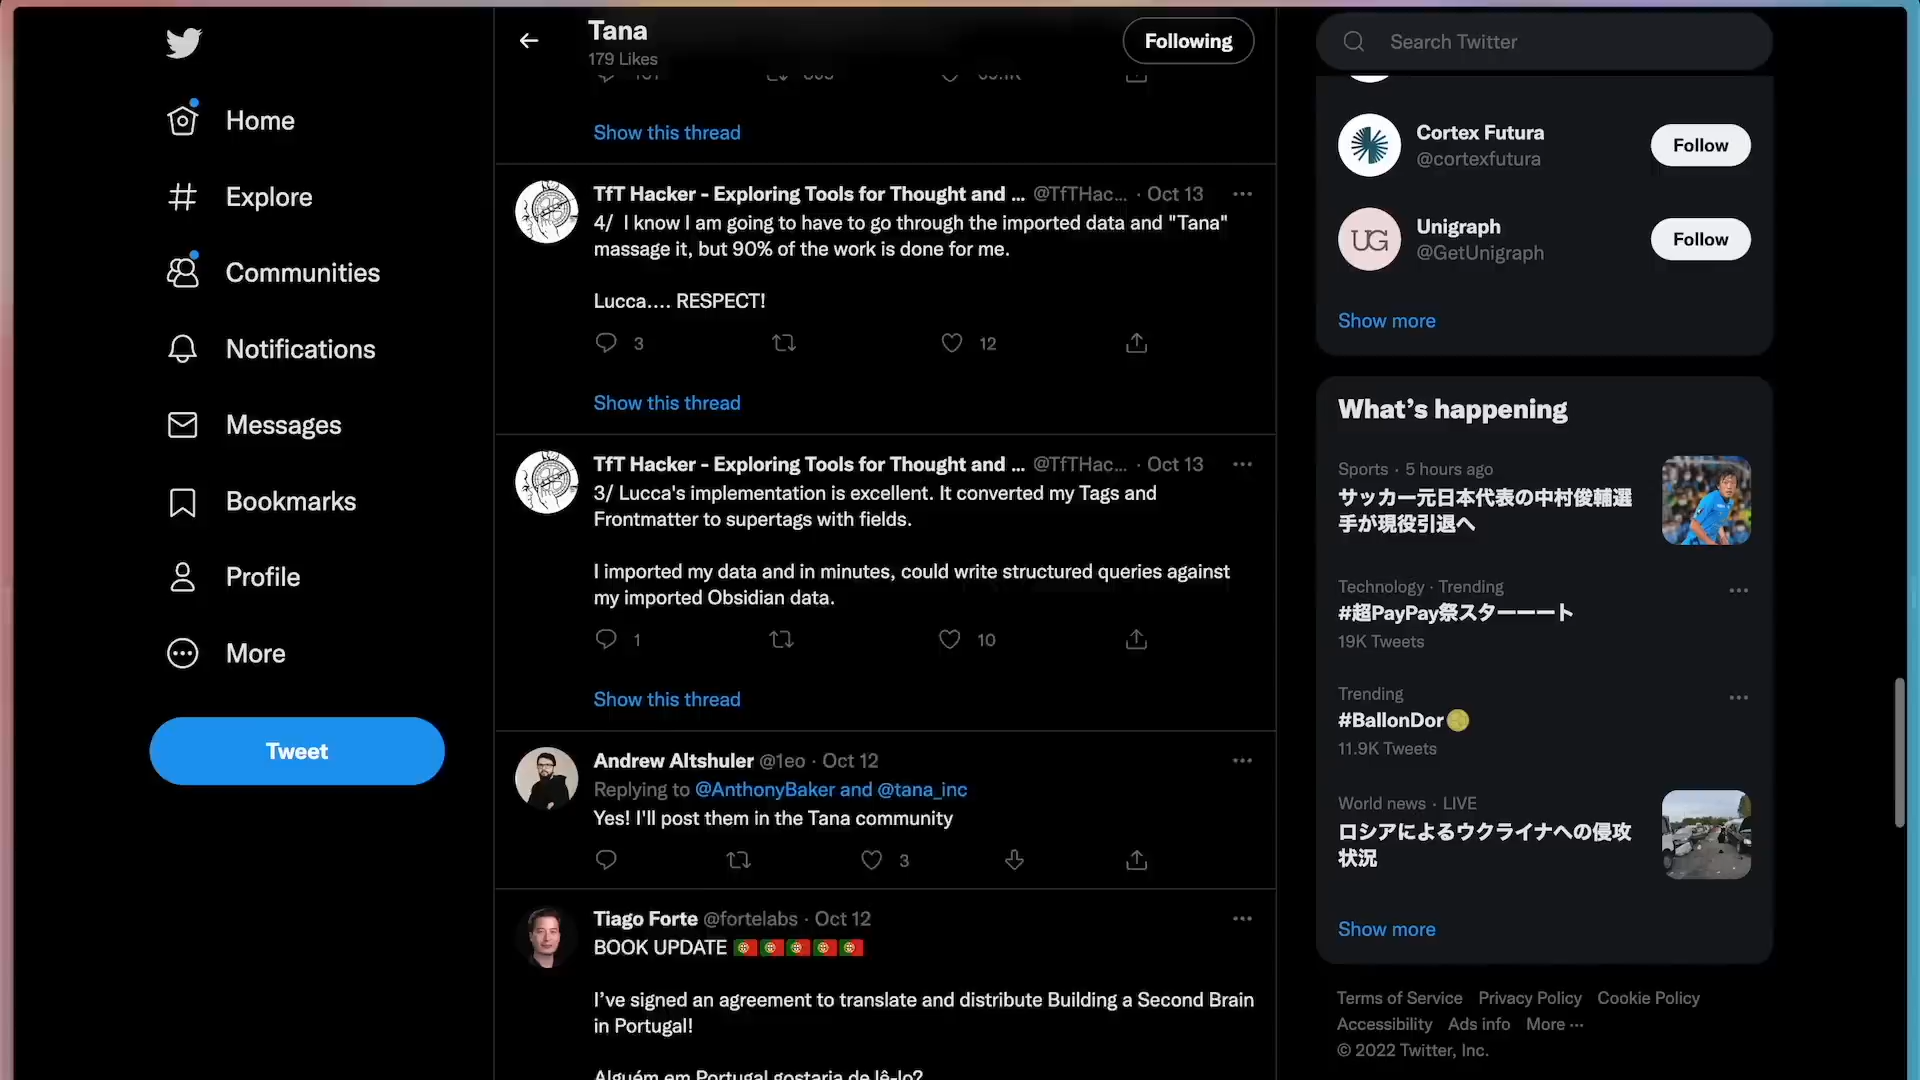 Home
Explore
Communities
Notifications
Messages
Bookmarks
Profile
More
Tweet
Tana
179 Likes
Following
Show this thread
TfT Hacker - Exploring Tools for Thought and ... @TfTHac... · Oct 13
4/ I know I am going to have to go through the imported data and "Tana"
massage it, but 90% of the work is done for me.
Lucca.... RESPECT!
3
12
Show this thread
TfT Hacker - Exploring Tools for Thought and ... @TfTHac... · Oct 13
3/ Lucca's implementation is excellent. It converted my Tags and
Frontmatter to supertags with fields.
I imported my data and in minutes, could write structured queries against
my imported Obsidian data.
1
10
Show this thread
Andrew Altshuler @1eo · Oct 12
Replying to @AnthonyBaker and @tana_inc
Yes! I'll post them in the Tana community
3
Tiago Forte @fortelabs · Oct 12
BOOK UPDATE 🇵🇹🇵🇹🇵🇹🇵🇹🇵🇹
I’ve signed an agreement to translate and distribute Building a Second Brain
in Portugal!
Alguém em Portugal gostaria de lê-lo?
Search Twitter
Cortex Futura
@cortexfutura
Follow
UG
Unigraph
@GetUnigraph
Follow
Show more
What’s happening
Sports · 5 hours ago
サッカー元日本代表の中村俊輔選
手が現役引退へ
Technology · Trending
#超PayPay祭スターーート
19K Tweets
Trending
#BallonDor
11.9K Tweets
World news · LIVE
ロシアによるウクライナへの侵攻
状況
Show more
Terms of Service Privacy Policy Cookie Policy
Accessibility Ads info More ···
© 2022 Twitter, Inc.